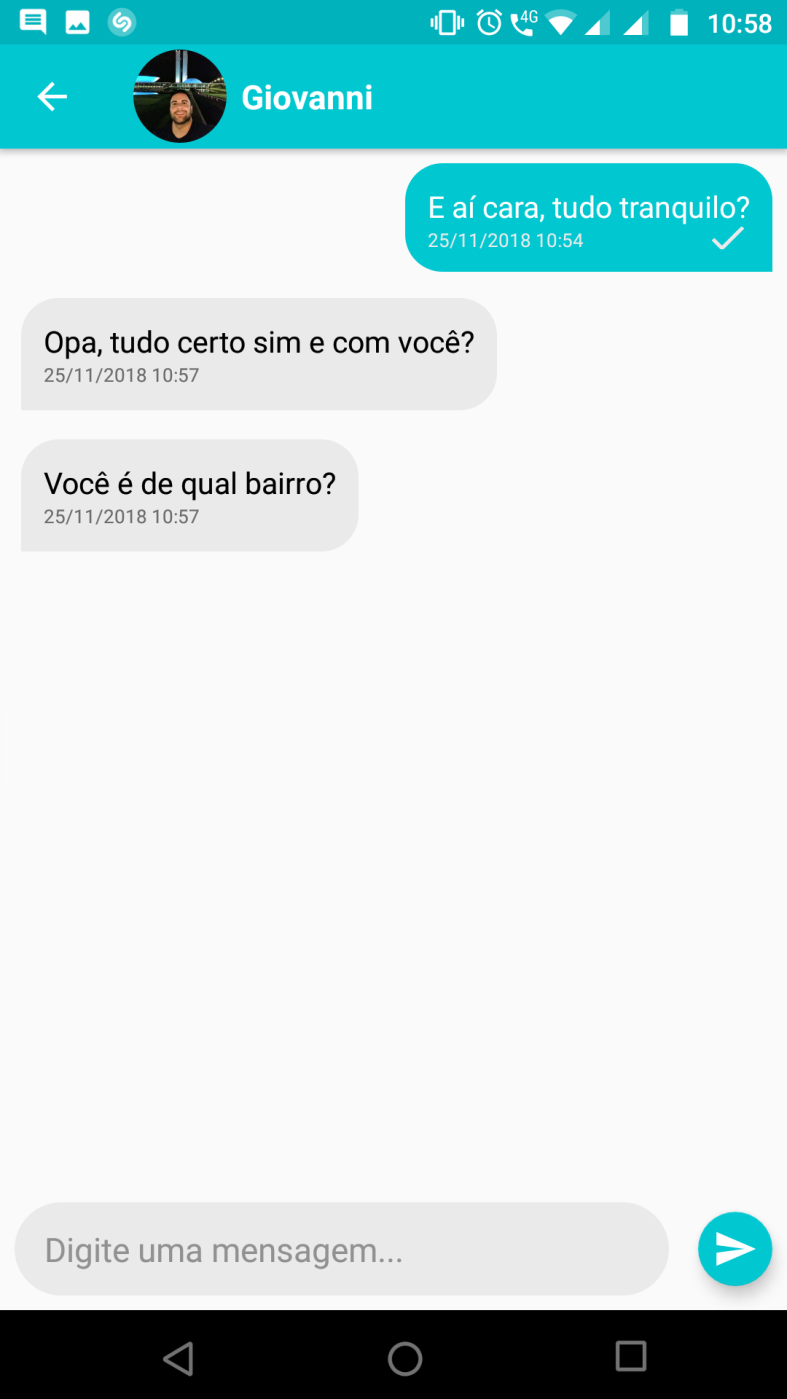 4G 10:58
Giovanni
E aí cara, tudo tranquilo?
25/11/2018 10:54
Opa, tudo certo sim e com você?
25/11/2018 10:57
Você é de qual bairro?
25/11/2018 10:57
Digite uma mensagem...